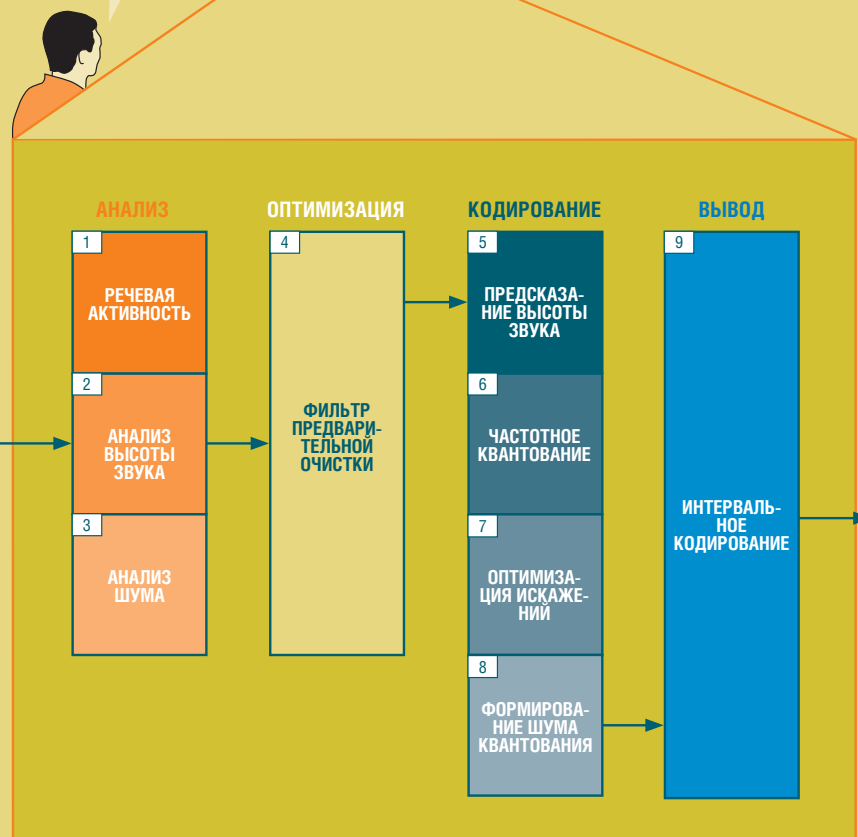 АНАЛИЗ
1
РЕЧЕВАЯ
АКТИВНОСТЬ
2
АНАЛИЗ
ВЫСОТЫ
ЗВУКА
3
АНАЛИЗ
ШУМА
ОПТИМИЗАЦИЯ
4
ФИЛЬТР
ПРЕДВАРИ-
ТЕЛЬНОЙ
ОЧИСТКИ
КОДИРОВАНИЕ
5
ПРЕДСКАЗА-
НИЕ ВЫСОТЫ
ЗВУКА
6
ЧАСТОТНОЕ
КВАНТОВАНИЕ
7
ОПТИМИЗА-
ЦИЯ ИСКАЖЕ-
НИЙ
8
ФОРМИРОВА-
НИЕ ШУМА
КВАНТОВАНИЯ
ВЫВОД
9
ИНТЕРВАЛЬ-
НОЕ
КОДИРОВАНИЕ